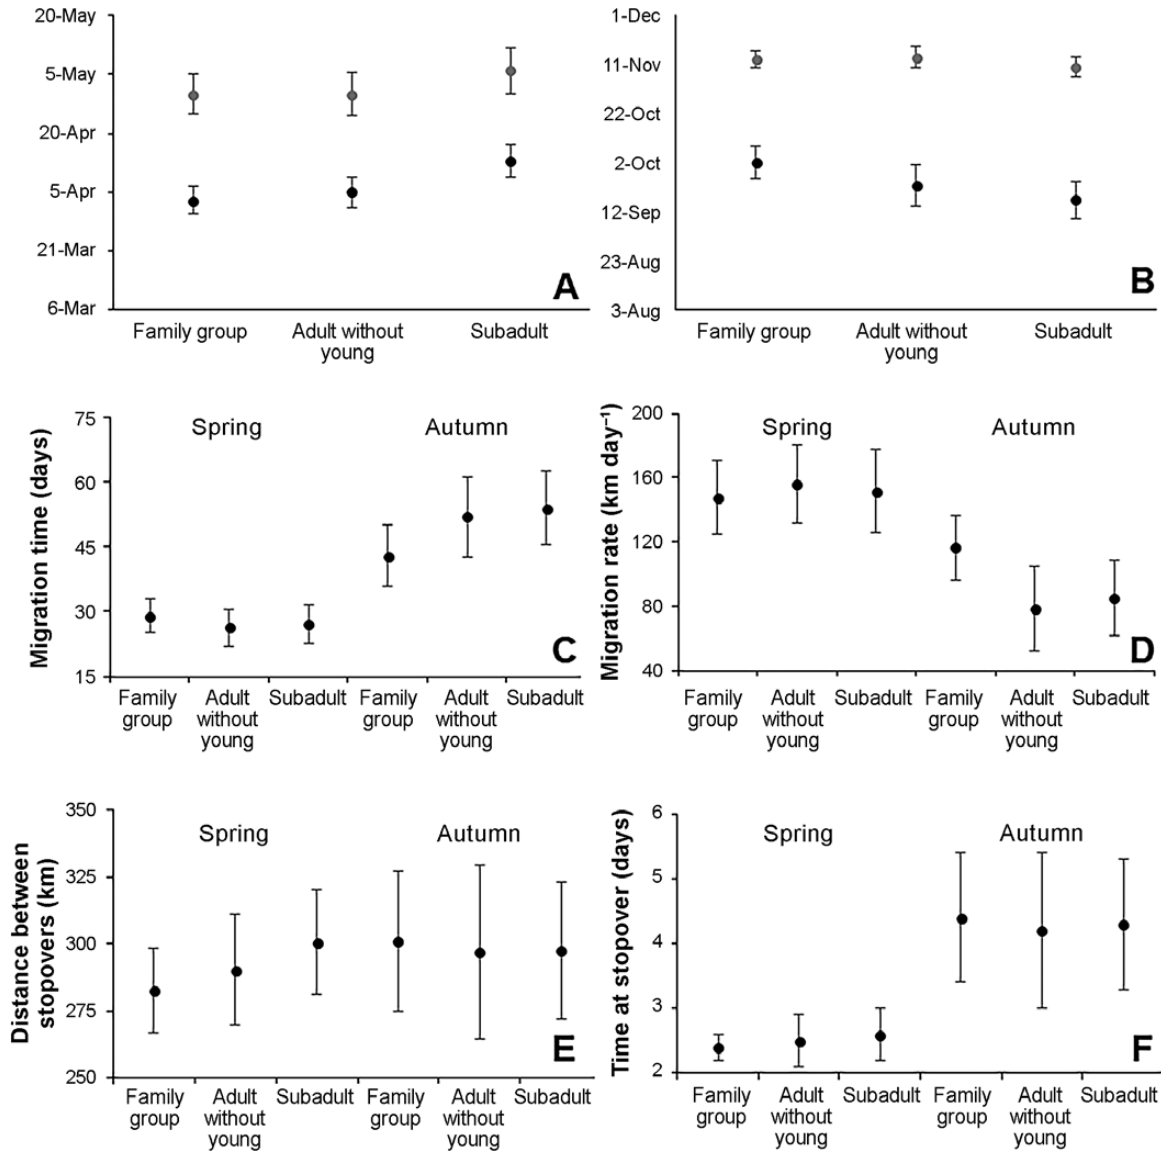 20-May
5-May
20-Apr
5-Apr
21-Mar
6-Mar
A
Family group
Adult without
young
Subadult
1-Dec
11-Nov
22-Oct
2-Oct
12-Sep
23-Aug
3-Aug
B
Family group
Adult without
young
Subadult
Migration time (days)
75
60
45
30
15
Spring
Autumn
C
Family
group
Adult
without
young
Subadult
Family
group
Adult
without
young
Subadult
Migration rate (km day⁻¹)
200
160
120
80
40
Spring
Autumn
D
Family
group
Adult
without
young
Subadult
Family
group
Adult
without
young
Subadult
Distance between
stopovers (km)
350
325
300
275
250
Spring
Autumn
E
Family
group
Adult
without
young
Subadult
Family
group
Adult
without
young
Subadult
Time at stopover (days)
6
5
4
3
2
Spring
Autumn
F
Family
group
Adult
without
young
Subadult
Family
group
Adult
without
young
Subadult